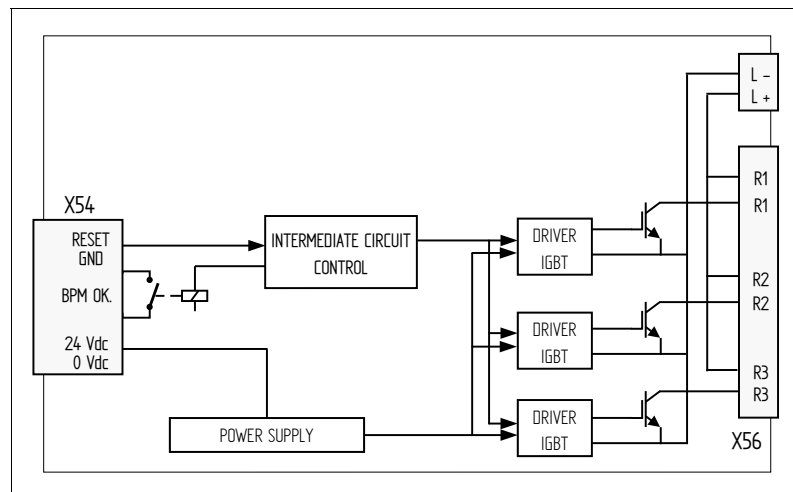 X54
RESET
GND
BPM OK.
24 Vdc
0 Vdc
INTERMEDIATE CIRCUIT
CONTROL
POWER SUPPLY
DRIVER
IGBT
DRIVER
IGBT
DRIVER
IGBT
L -
L +
R1
R1
R2
R2
R3
R3
X56